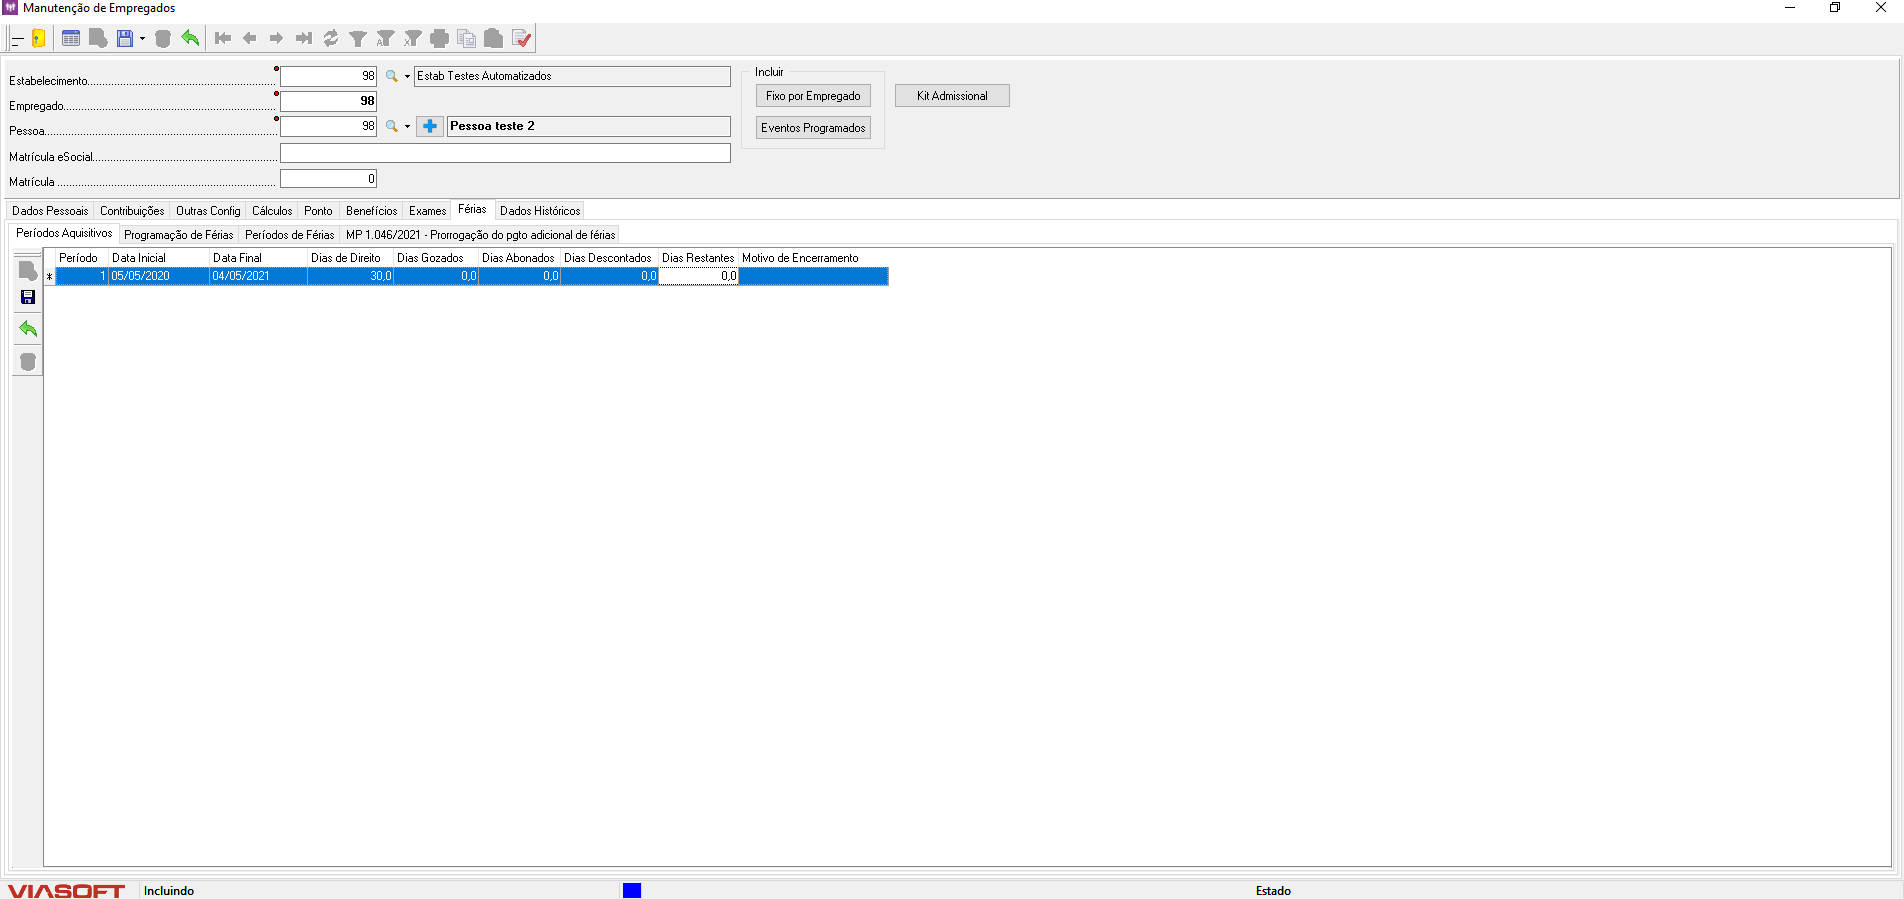 Manutenção de Empregados
Estabelecimento 98 Estab Testes Automatizados
Empregado 98
Pessoa 98 Pessoa teste 2
Matrícula eSocial
Matrícula 0
Incluir
Fixo por Empregado
Eventos Programados
Kit Admissional
Dados Pessoais Contribuições Outras Config Cálculos Ponto Benefícios Exames Férias Dados Históricos
Períodos Aquisitivos Programação de Férias Períodos de Férias MP 1.046/2021 - Prorrogação do pgto adicional de férias
Período Data Inicial Data Final Dias de Direito Dias Gozados Dias Abonados Dias Descontados Dias Restantes Motivo de Encerramento
* 1 05/05/2020 04/05/2021 30,0 0,0 0,0 0,0 0,0
VIASOFT Incluindo Estado